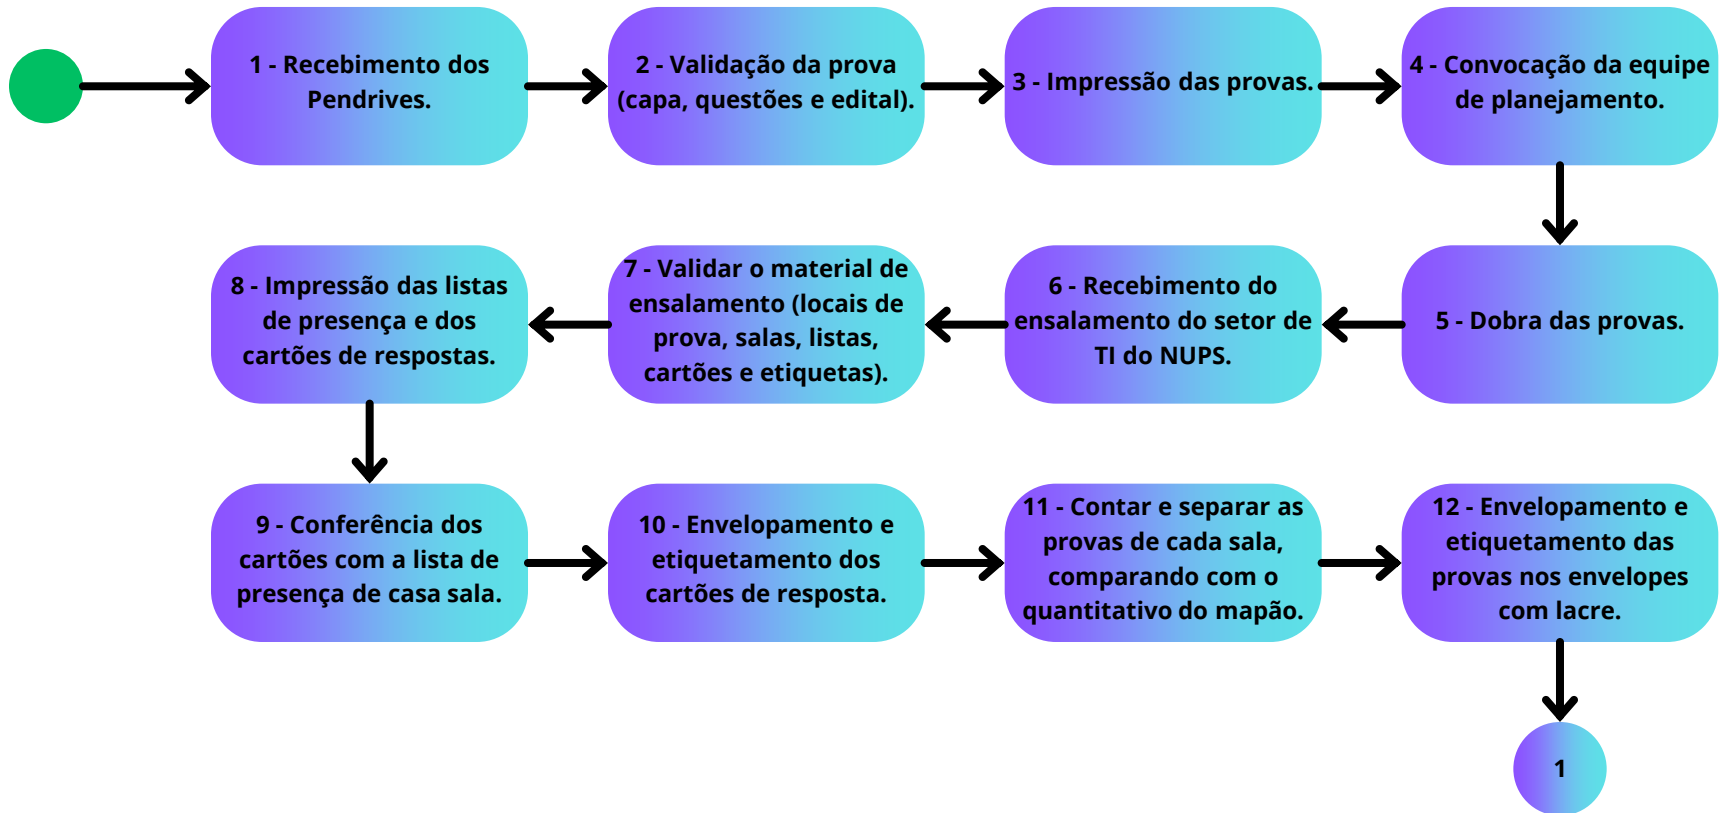 1 - Recebimento dos
Pendrives.
2 - Validação da prova
(capa, questões e edital).
3 - Impressão das provas.
4 - Convocação da equipe
de planejamento.
5 - Dobra das provas.
6 - Recebimento do
ensalamento do setor de
TI do NUPS.
7 - Validar o material de
ensalamento (locais de
prova, salas, listas,
cartões e etiquetas).
8 - Impressão das listas
de presença e dos
cartões de respostas.
9 - Conferência dos
cartões com a lista de
presença de casa sala.
10 - Envelopamento e
etiquetamento dos
cartões de resposta.
11 - Contar e separar as
provas de cada sala,
comparando com o
quantitativo do mapão.
12 - Envelopamento e
etiquetamento das
provas nos envelopes
com lacre.
1